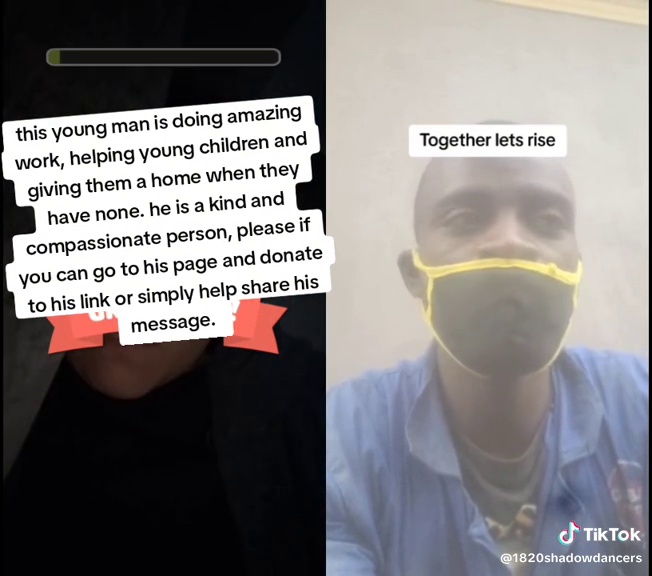 this young man is doing amazing
work, helping young children and
giving them a home when they
have none. he is a kind and
compassionate person, please if
you can go to his page and donate
to his link or simply help share his
message.
Together lets rise
TikTok
@1820shadowdancers